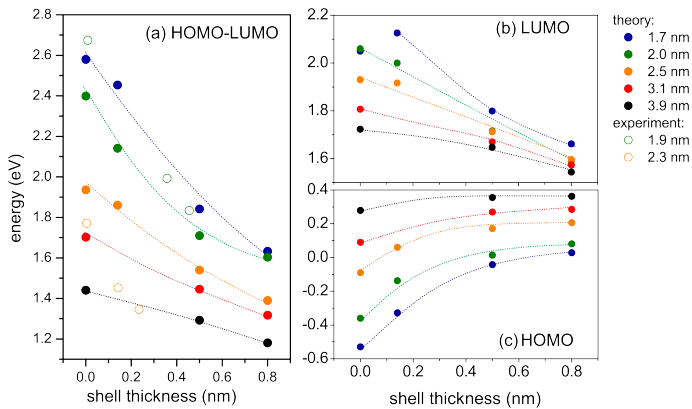 (a) HOMO-LUMO
2.8
2.6
2.4
2.2
2.0
1.8
1.6
1.4
1.2
energy (eV)
0.0 0.2 0.4 0.6 0.8
shell thickness (nm)
(b) LUMO
2.2
2.0
1.8
1.6
0.4
0.2
0.0
-0.2
-0.4
-0.6
(c) HOMO
0.0 0.2 0.4 0.6 0.8
shell thickness (nm)
theory:
1.7 nm
2.0 nm
2.5 nm
3.1 nm
3.9 nm
experiment:
1.9 nm
2.3 nm